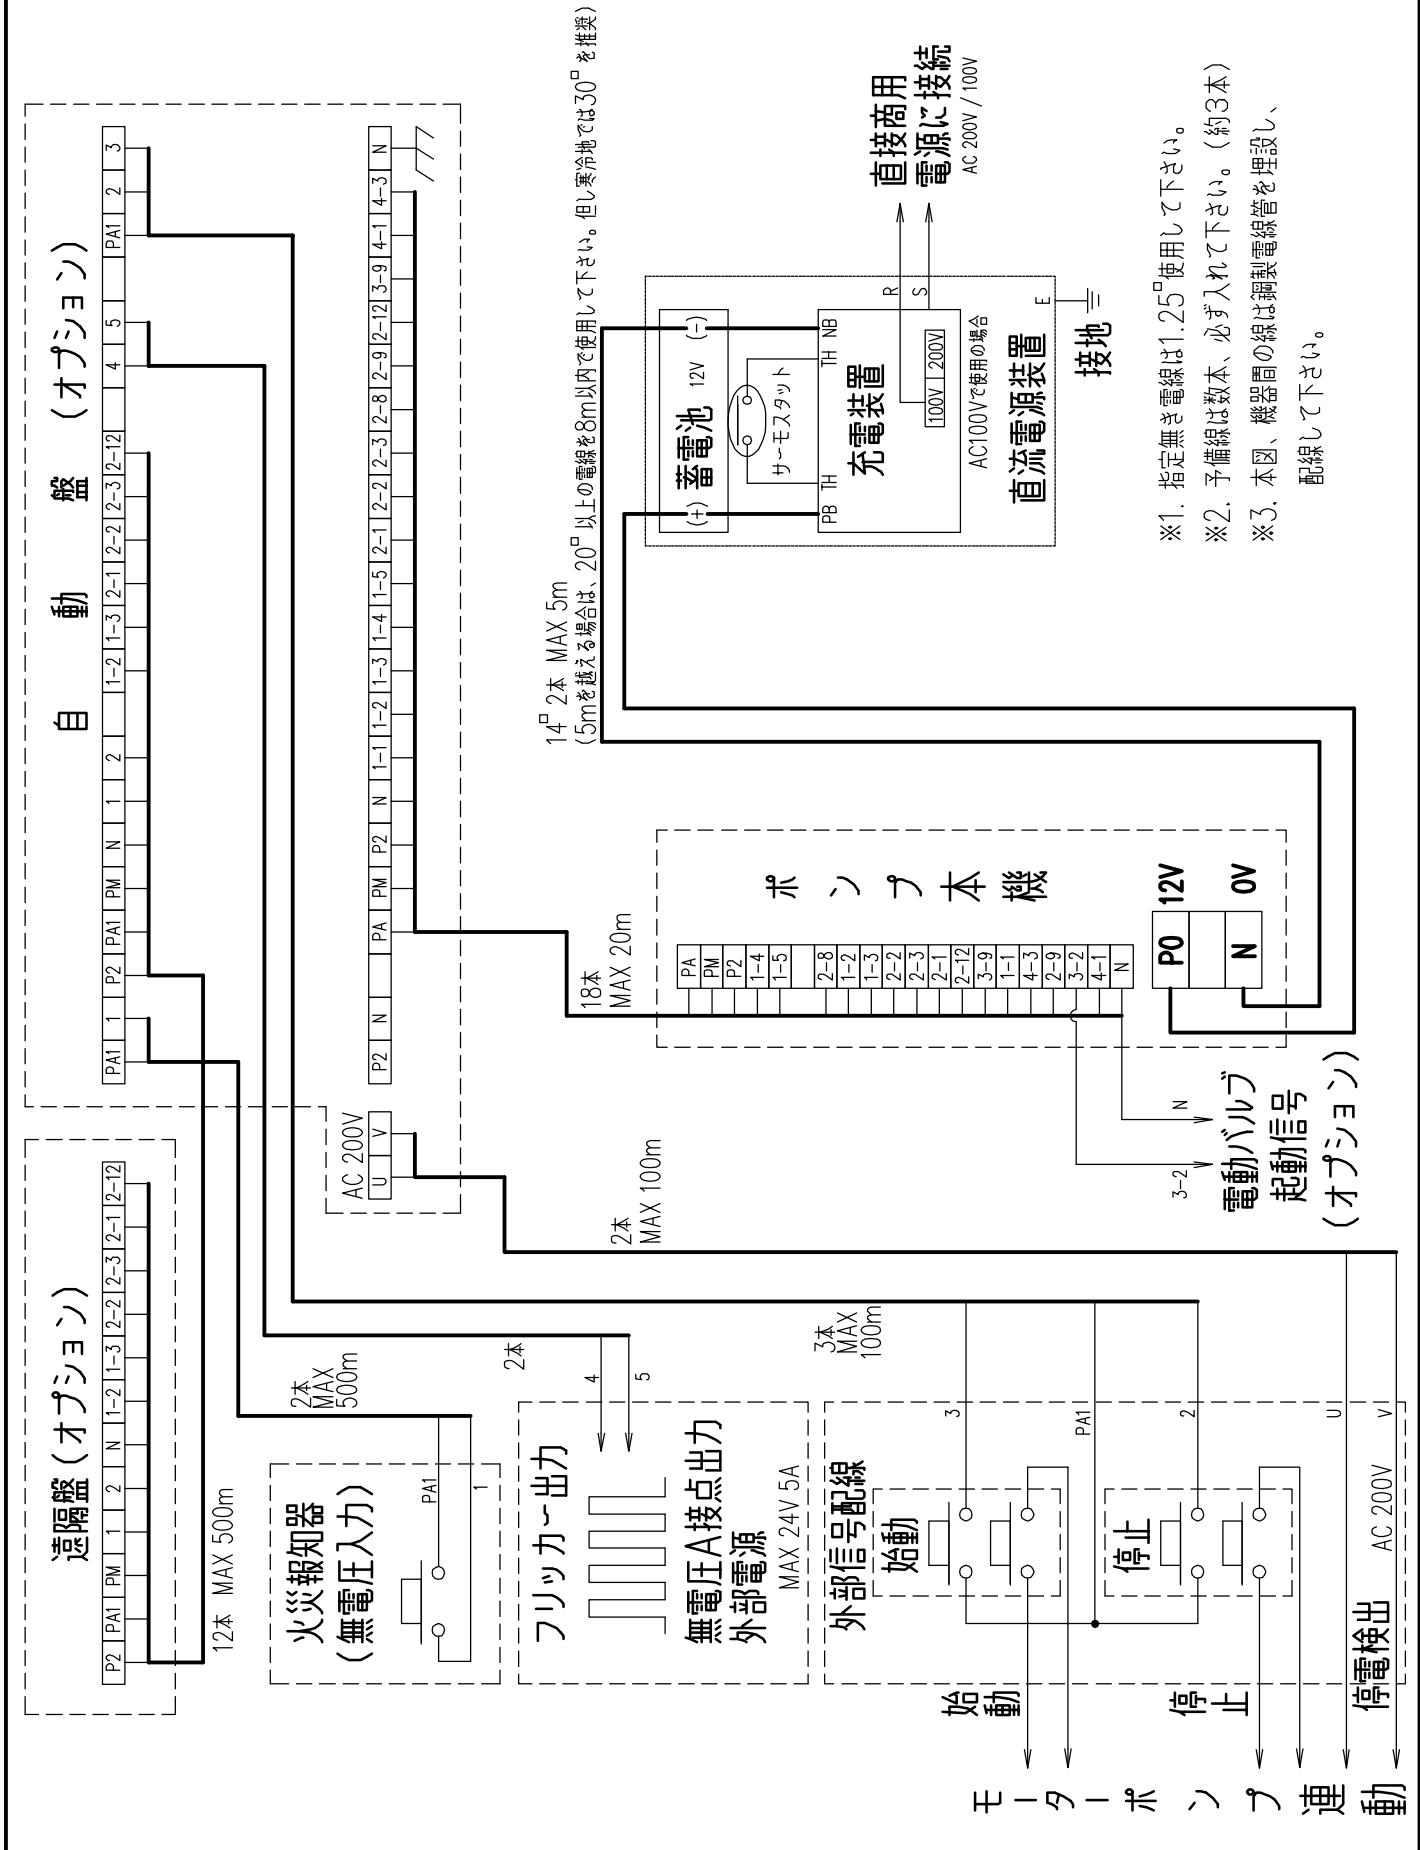 遠隔盤(オプション)
P2 PA1 PM 1 2 N 1-2 1-3 2-2 2-3 2-1 2-12
12本 MAX 500m
自動盤 (オプション)
PA1 1 P2 PA1 PM N 1 2 1-2 1-3 2-1 2-2 2-3 2-12 4 5 PA1 2 3
AC 200V
U V
P2 N PA PM P2 N 1-1 1-2 1-3 1-4 1-5 2-1 2-2 2-3 2-8 2-9 2-12 3-9 4-1 4-3 N
火災報知器
(無電圧入力)
PA1
1
2本
MAX
500m
フリッカー出力
4
5
2本
無電圧A接点出力
外部電源
MAX 24V 5A
外部信号配線
始動
停止
3
PA1
2
U
V
AC 200V
3本
MAX
100m
2本
MAX 100m
始動
停止
停電検出
モーターポンプ連動
18本
MAX 20m
ポンプ本機
PA
PM
P2
1-4
1-5
2-8
1-2
1-3
2-2
2-3
2-1
2-12
3-9
1-1
4-3
2-9
3-2
4-1
N
P0 12V
N 0V
3-2
N
電動バルブ
起動信号
(オプション)
14□ 2本 MAX 5m
(5mを越える場合は、20□以上の電線を8m以内で使用して下さい。但し寒冷地では30□を推奨)
蓄電池 12V
(+) (-)
サーモスタット
PB TH TH NB
充電装置
100V 200V
R
S
AC100Vで使用の場合
直流電源装置
E
接地
直接商用
電源に接続
AC 200V / 100V
※1. 指定無き電線は1.25□使用して下さい。
※2. 予備線は数本、必ず入れて下さい。(約3本)
※3. 本図、機器間の線は鋼製電線管を埋設し、
配線して下さい。